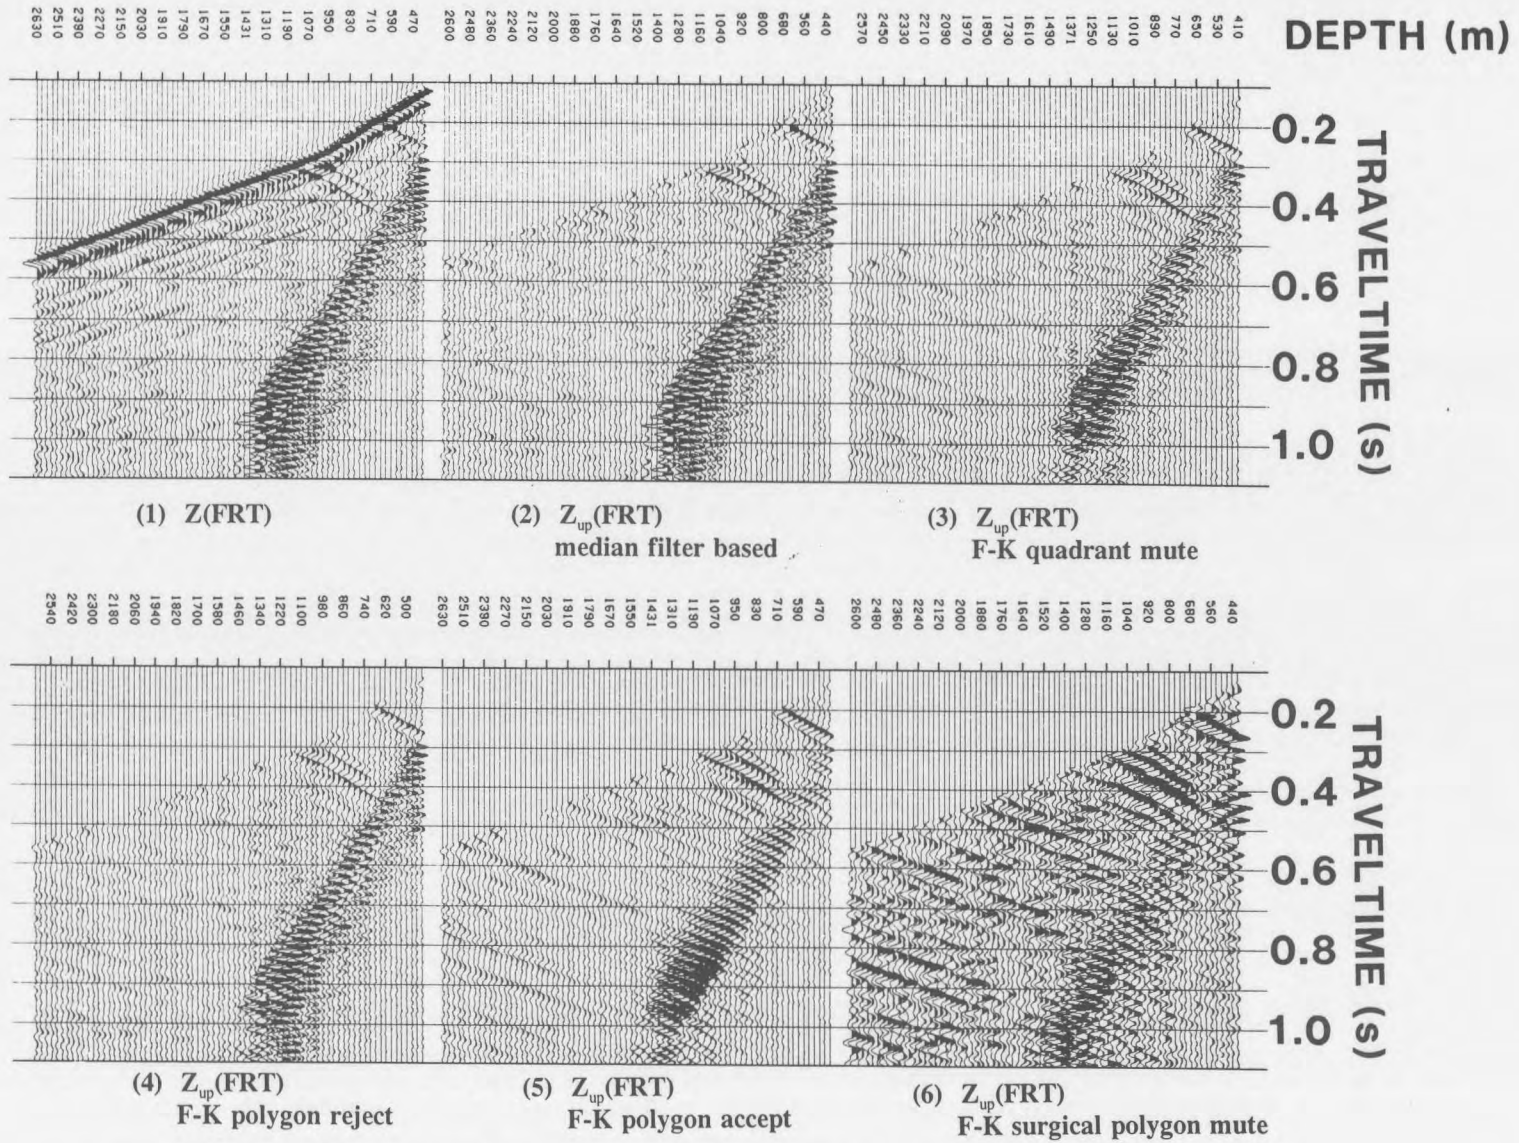 2630 2510 2390 2270 2150 2030 1910 1790 1670 1550 1431 1310 1190 1070 950 830 710 590 470
2600 2480 2360 2240 2120 2000 1880 1760 1640 1520 1400 1280 1160 1040 920 800 680 560 440
2570 2450 2330 2210 2090 1970 1850 1730 1610 1490 1371 1250 1130 1010 890 770 650 530 410
DEPTH (m)
0.2
0.4
0.6
0.8
1.0
TRAVELTIME (s)
(1) Z(FRT)
(2) Zup(FRT)
median filter based
(3) Zup(FRT)
F-K quadrant mute
2540 2420 2300 2180 2060 1940 1820 1700 1580 1460 1340 1220 1100 980 860 740 620 500
2630 2510 2390 2270 2150 2030 1910 1790 1670 1550 1431 1310 1190 1070 950 830 710 590 470
2600 2480 2360 2240 2120 2000 1880 1760 1640 1520 1400 1280 1160 1040 920 800 680 560 440
0.2
0.4
0.6
0.8
1.0
TRAVELTIME (s)
(4) Zup(FRT)
F-K polygon reject
(5) Zup(FRT)
F-K polygon accept
(6) Zup(FRT)
F-K surgical polygon mute